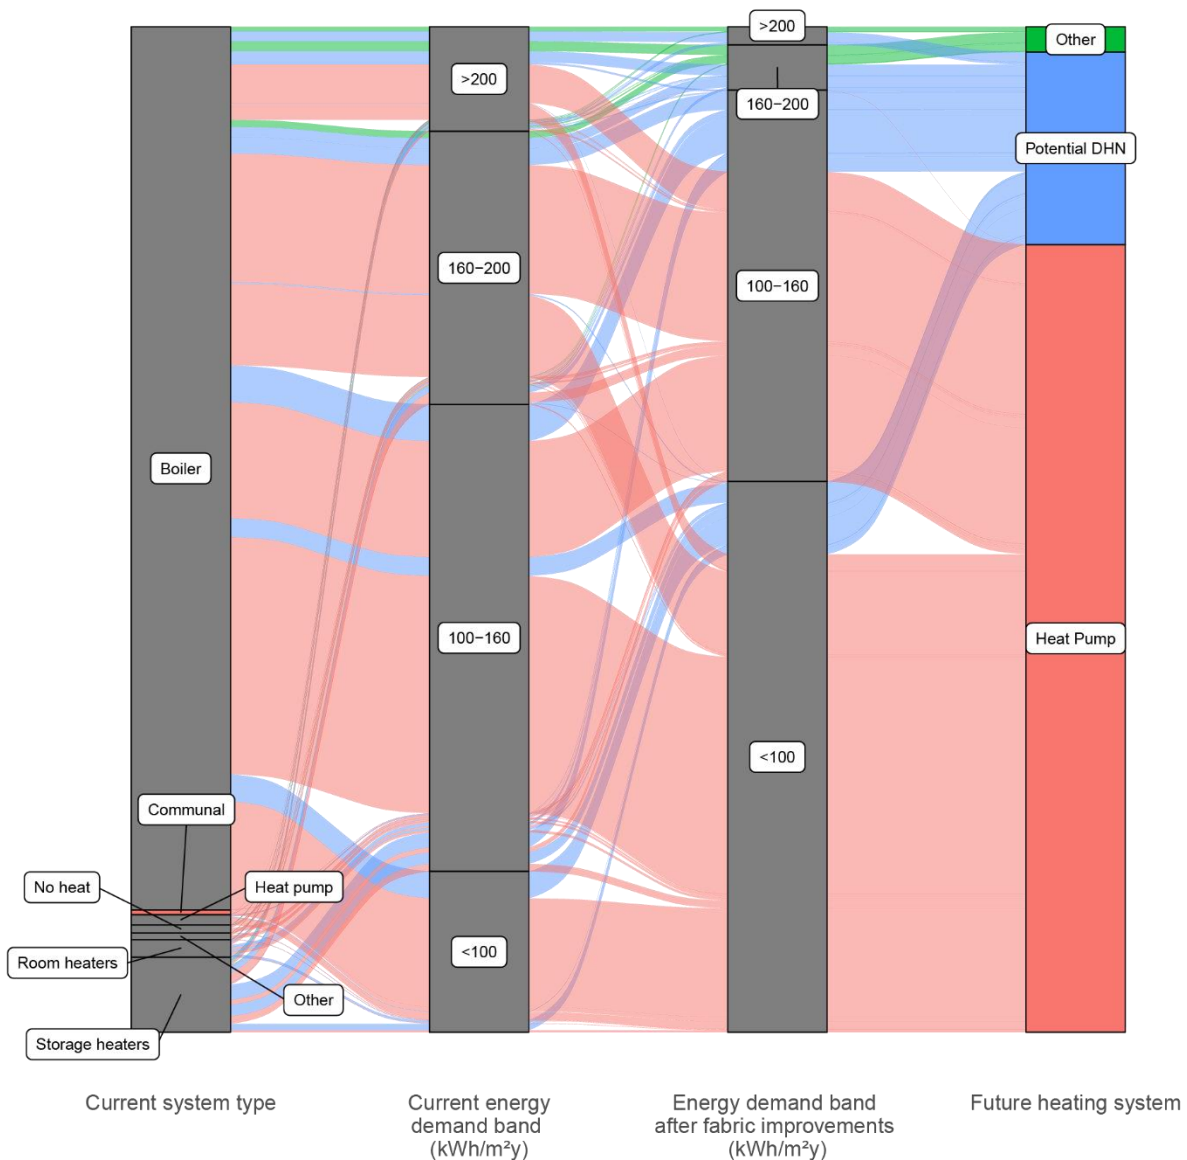 >200
Other
>200
160−200
Potential DHN
160−200
100−160
Boiler
100−160
Heat Pump
<100
Communal
No heat
Heat pump
<100
Room heaters
Other
Storage heaters
Current system type
Current energy
demand band
(kWh/m²y)
Energy demand band
after fabric improvements
(kWh/m²y)
Future heating system